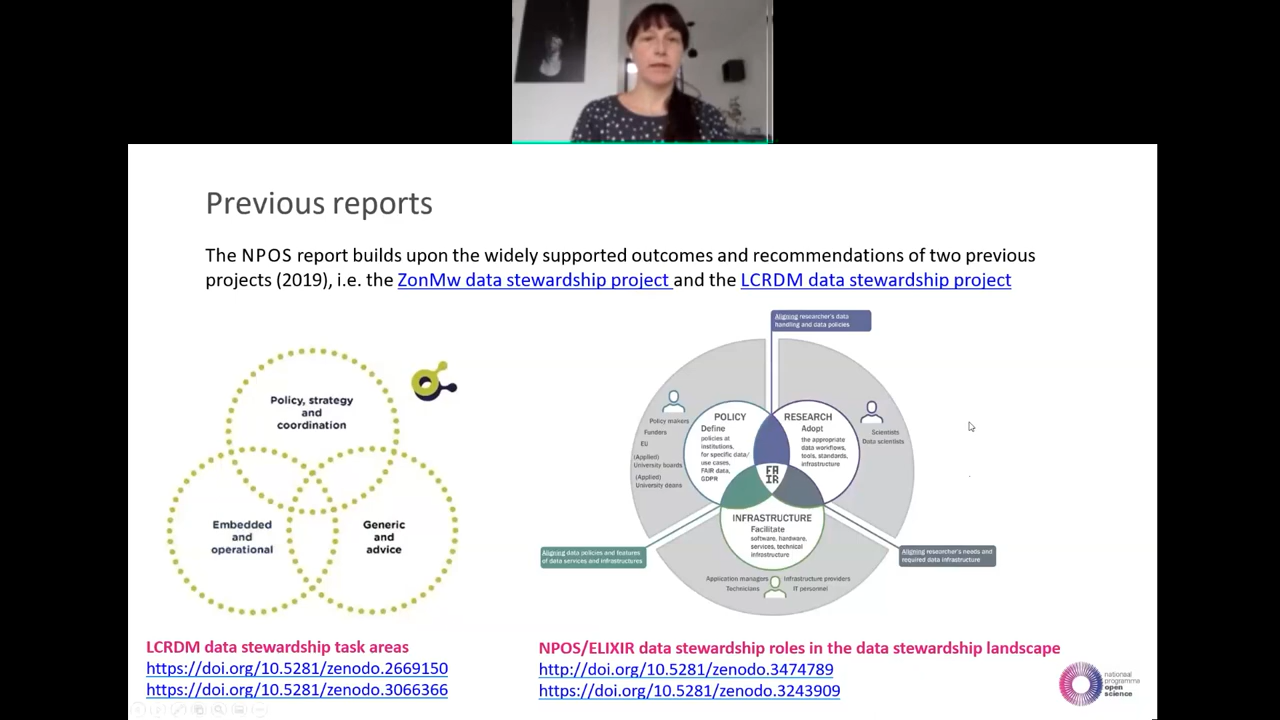 Previous reports
The NPOS report builds upon the widely supported outcomes and recommendations of two previous
projects (2019), i.e. the ZonMw data stewardship project and the LCRDM data stewardship project
Policy, strategy
and
coordination
Embedded
and
operational
Generic
and
advice
Aligning researcher's data
handling and data policies
Policy makers
Funders
EU
(Applied)
University boards
(Applied)
University deans
POLICY
Define
policies at
institutions,
for specific data/
use cases,
FAIR data,
GDPR
RESEARCH
Adopt
the appropriate
data workflows,
tools, standards,
infrastructure
Scientists
Data scientists
FA
IR
INFRASTRUCTURE
Facilitate
software, hardware,
services, technical
infrastructure
Aligning data policies and features
of data services and infrastructures
Aligning researcher's needs and
required data infrastructure
Application managers
Technicians
Infrastructure providers
IT personnel
LCRDM data stewardship task areas
https://doi.org/10.5281/zenodo.2669150
https://doi.org/10.5281/zenodo.3066366
NPOS/ELIXIR data stewardship roles in the data stewardship landscape
http://doi.org/10.5281/zenodo.3474789
https://doi.org/10.5281/zenodo.3243909
nationaal
programma
open
science